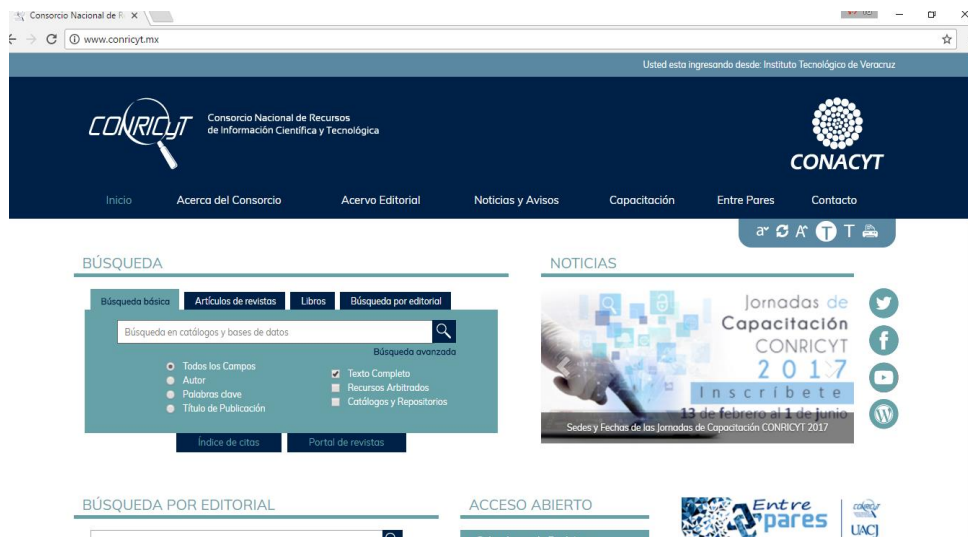 Consorcio Nacional de R
www.conricyt.mx
Usted esta ingresando desde: Instituto Tecnológico de Veracruz
CONRICYT
Consorcio Nacional de Recursos
de Información Científica y Tecnológica
CONACYT
Inicio Acerca del Consorcio Acervo Editorial Noticias y Avisos Capacitación Entre Pares Contacto
a A T T
BÚSQUEDA
Búsqueda básica Artículos de revistas Libros Búsqueda por editorial
Búsqueda en catálogos y bases de datos
Búsqueda avanzada
Todos los Campos
Autor
Palabras clave
Título de Publicación
Texto Completo
Recursos Arbitrados
Catálogos y Repositorios
Índice de citas Portal de revistas
NOTICIAS
Jornadas de
Capacitación
CONRICYT
2017
Inscríbete
13 de febrero al 1 de junio
Sedes y Fechas de las Jornadas de Capacitación CONRICYT 2017
BÚSQUEDA POR EDITORIAL
ACCESO ABIERTO
Entre
pares
CONRICYT
UACJ